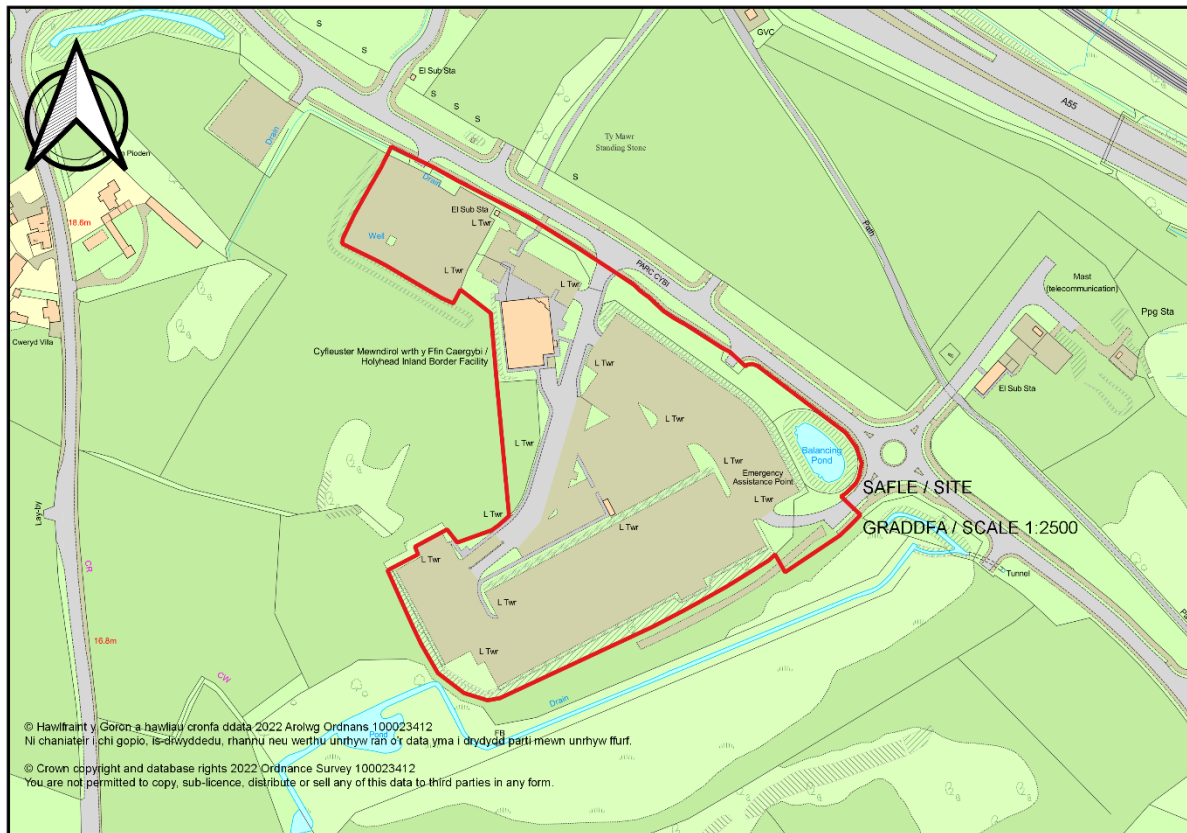 S
GVC
S
El Sub Sta
S
A55
S
S
Drain
Ty Mawr
Standing Stone
Pioden
S
Drain
El Sub Sta
L Twr
18.6m
Well
Path
PARC CYBI
L Twr
L Twr
Mast
(telecommunication)
Ppg Sta
Cweryd Villa
Cyfleuster Mewndirol wrth y Ffin Caergybi /
Holyhead Inland Border Facility
L Twr
El Sub Sta
L Twr
L Twr
Balancing
Pond
L Twr
Emergency
Assistance Point
SAFLE / SITE
L Twr
Lay-by
L Twr
L Twr
GRADDFA / SCALE 1:2500
L Twr
CR
Tunnel
L Twr
16.8m
L Twr
L Twr
CW
Drain
© Hawlfraint y Goron a hawliau cronfa ddata 2022 Arolwg Ordnans 100023412
Pond
FB
Ni chaniateir i chi gopio, is-drwyddedu, rhannu neu werthu unrhyw ran o'r data yma i drydydd parti mewn unrhyw ffurf.
© Crown copyright and database rights 2022 Ordnance Survey 100023412
You are not permitted to copy, sub-licence, distribute or sell any of this data to third parties in any form.